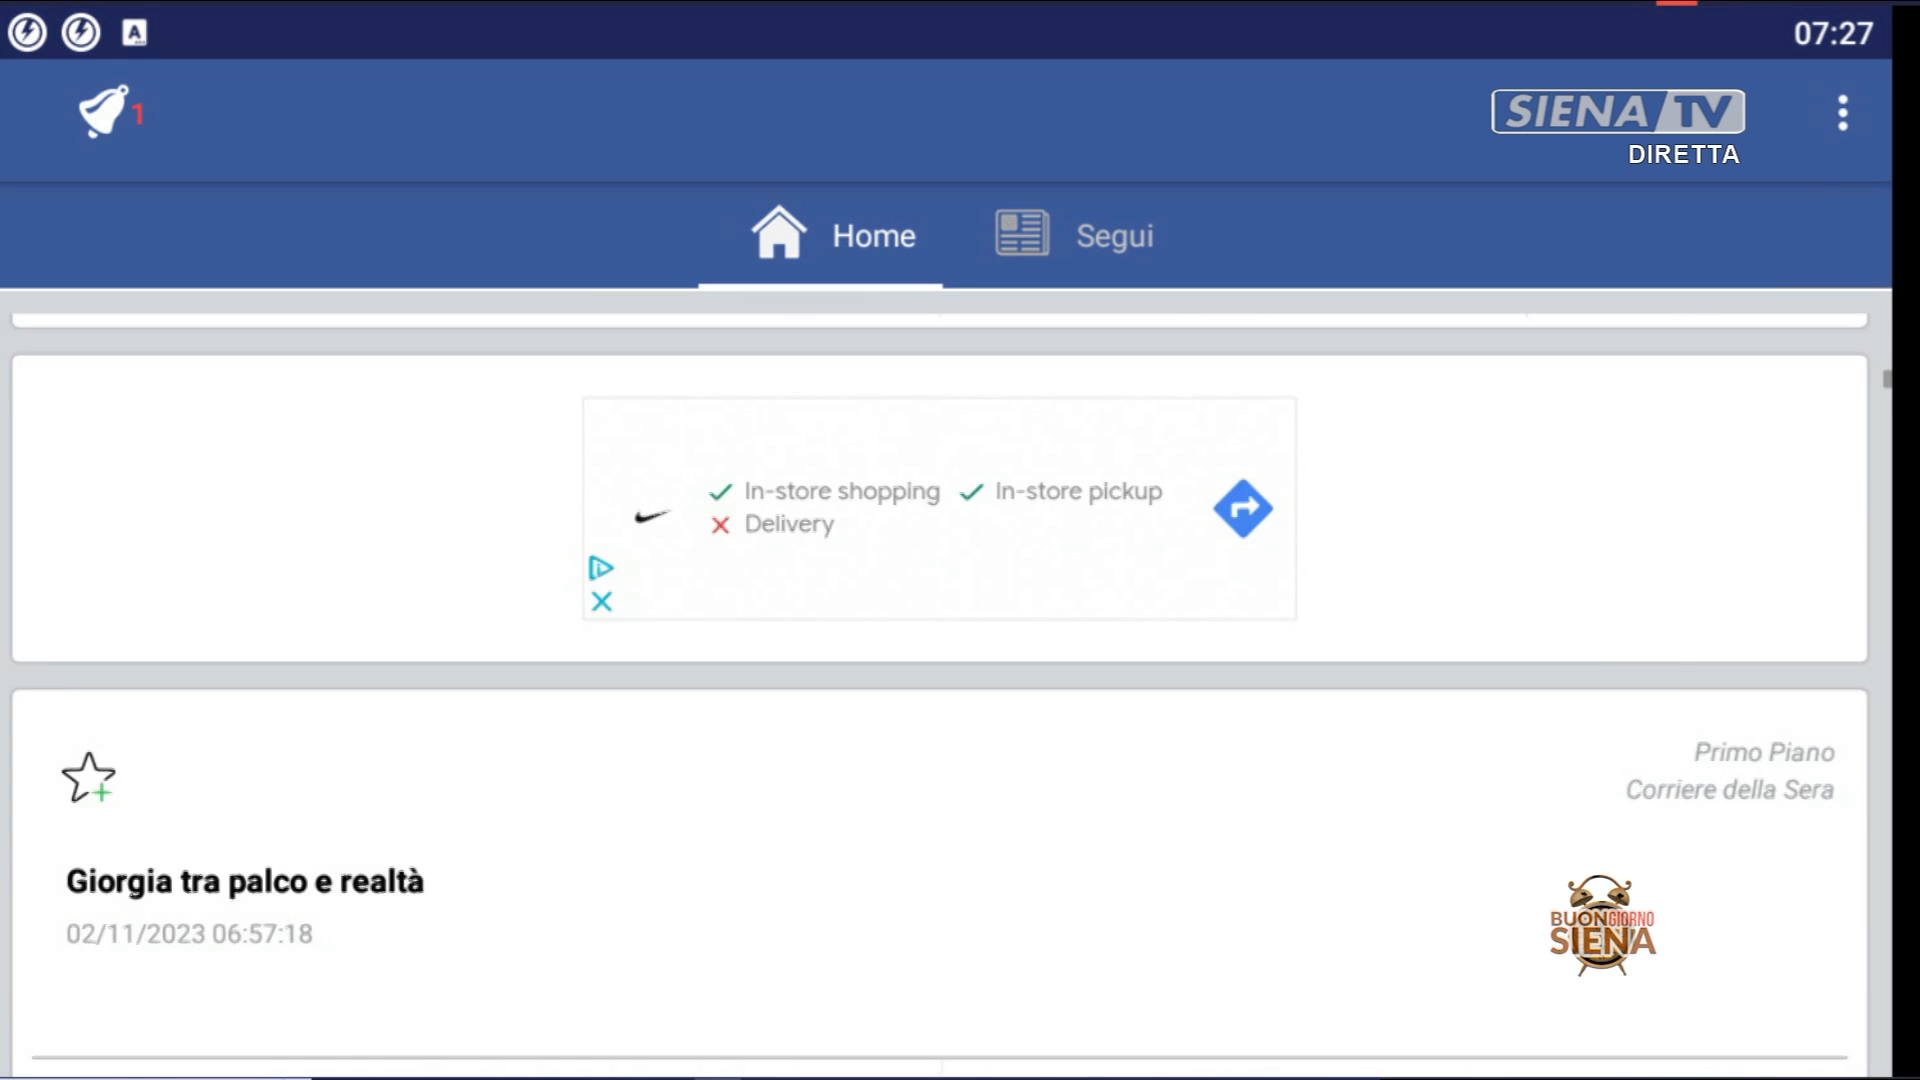 A
07:27
1
SIENA TV
DIRETTA
Home
Segui
In-store shopping
In-store pickup
Delivery
Primo Piano
Corriere della Sera
Giorgia tra palco e realtà
02/11/2023 06:57:18
BUONGIORNO
SIENA